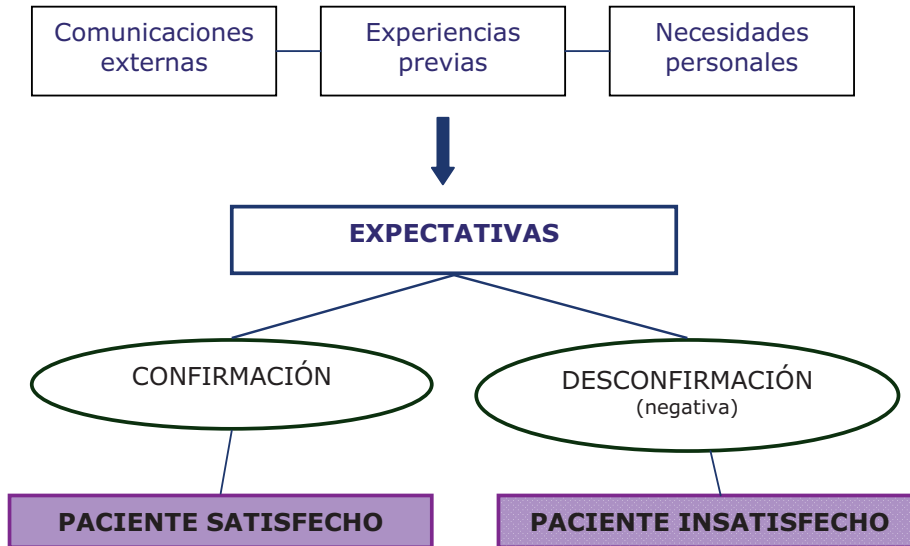 Comunicaciones
externas
Experiencias
previas
Necesidades
personales
EXPECTATIVAS
CONFIRMACIÓN
DESCONFIRMACIÓN
(negativa)
PACIENTE SATISFECHO
PACIENTE INSATISFECHO